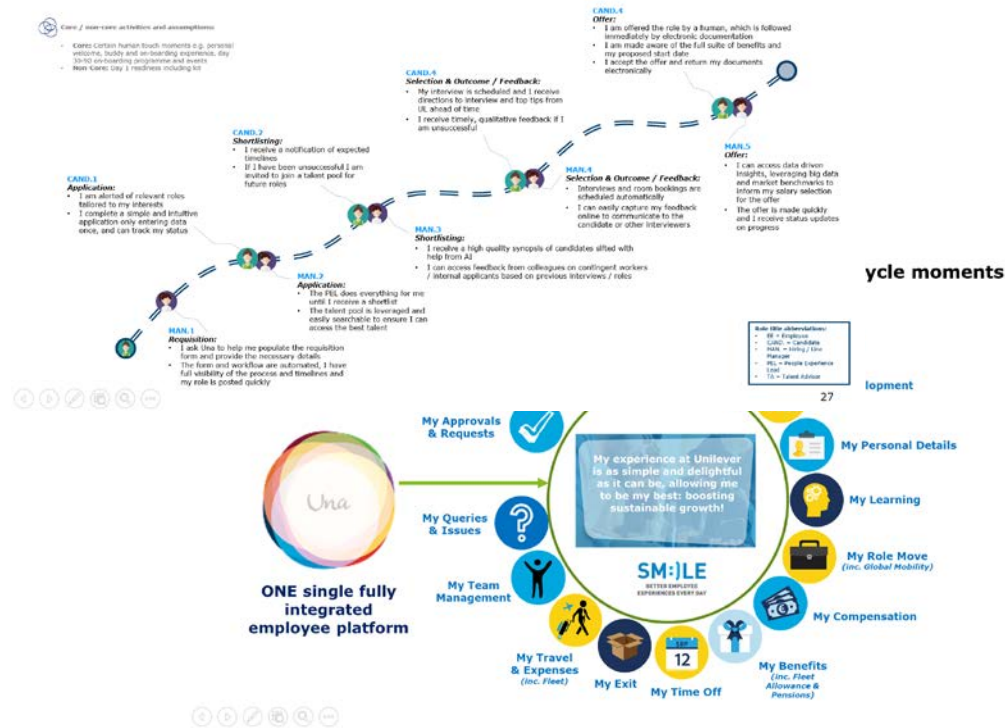 Core / non-core activities and assumptions:
• Core: Certain human touch moments e.g. personal
welcome, buddy and on-boarding experience, day
30-90 on-boarding programme and events
• Non-Core: Day 1 readiness including kit
CAND.4
Offer:
• I am offered the role by a human, which is followed
immediately by electronic documentation
• I am made aware of the full suite of benefits and
my proposed start date
• I accept the offer and return my documents
electronically
CAND.4
Selection & Outcome / Feedback:
• My interview is scheduled and I receive
directions to interview and top tips from
UL ahead of time
• I receive timely, qualitative feedback if I
am unsuccessful
CAND.2
Shortlisting:
• I receive a notification of expected
timelines
• If I have been unsuccessful I am
invited to join a talent pool for
future roles
CAND.1
Application:
• I am alerted of relevant roles
tailored to my interests
• I complete a simple and intuitive
application only entering data
once, and can track my status
MAN.5
Offer:
• I can access data driven
insights, leveraging big data
and market benchmarks to
inform my salary selection
for the offer
• The offer is made quickly
and I receive status updates
on progress
MAN.4
Selection & Outcome / Feedback:
• Interviews and room bookings are
scheduled automatically
• I can easily capture my feedback
online to communicate to the
candidate or other interviewers
MAN.3
Shortlisting:
• I receive a high quality synopsis of candidates sifted with
help from AI
• I can access feedback from colleagues on contingent workers
/ internal applicants based on previous interviews / roles
MAN.2
Application:
• The PEL does everything for me
until I receive a shortlist
• The talent pool is leveraged and
easily searchable to ensure I can
access the best talent
MAN.1
Requisition:
• I ask Una to help me populate the requisition
form and provide the necessary details
• The form and workflow are automated, I have
full visibility of the process and timelines and
my role is posted quickly
ycle moments
Role title abbreviations:
• EE = Employee
• CAND. = Candidate
• MAN. = Hiring / Line
Manager
• PEL = People Experience
Lead
• TA = Talent Advisor
lopment
27
Una
ONE single fully
integrated
employee platform
My Approvals
& Requests
My Queries
& Issues
My Team
Management
My Travel
& Expenses
(inc. Fleet)
My Exit
SEP
12
My Time Off
My Benefits
(inc. Fleet
Allowance &
Pensions)
My Compensation
My Role Move
(inc. Global Mobility)
My Learning
My Personal Details
My experience at Unilever
is as simple and delightful
as it can be, allowing me
to be my best: boosting
sustainable growth!
SM:)LE
BETTER EMPLOYEE
EXPERIENCES EVERY DAY